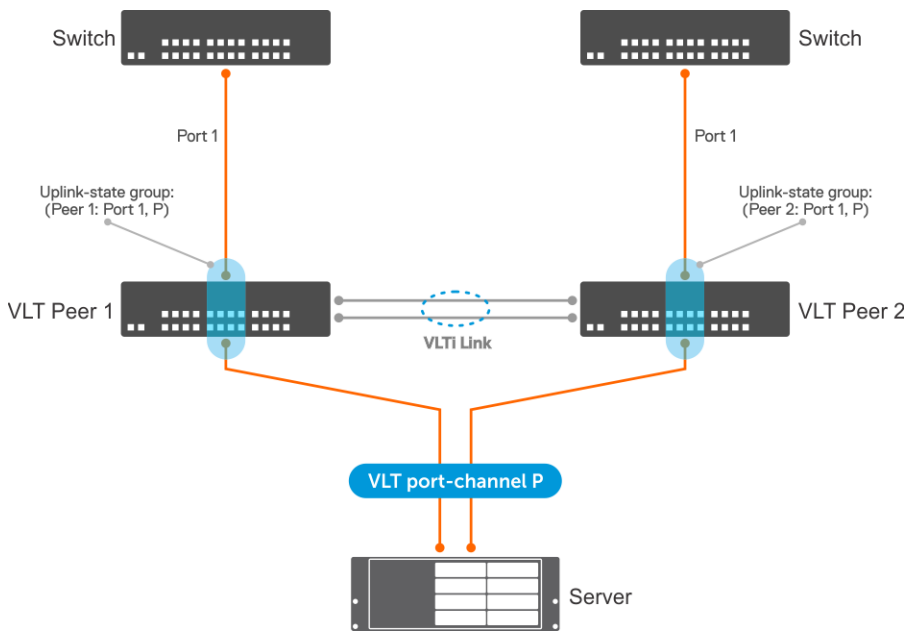 Switch
Switch
Port 1
Port 1
Uplink-state group:
(Peer 1: Port 1, P)
Uplink-state group:
(Peer 2: Port 1, P)
VLT Peer 1
VLT Peer 2
VLTi Link
VLT port-channel P
Server